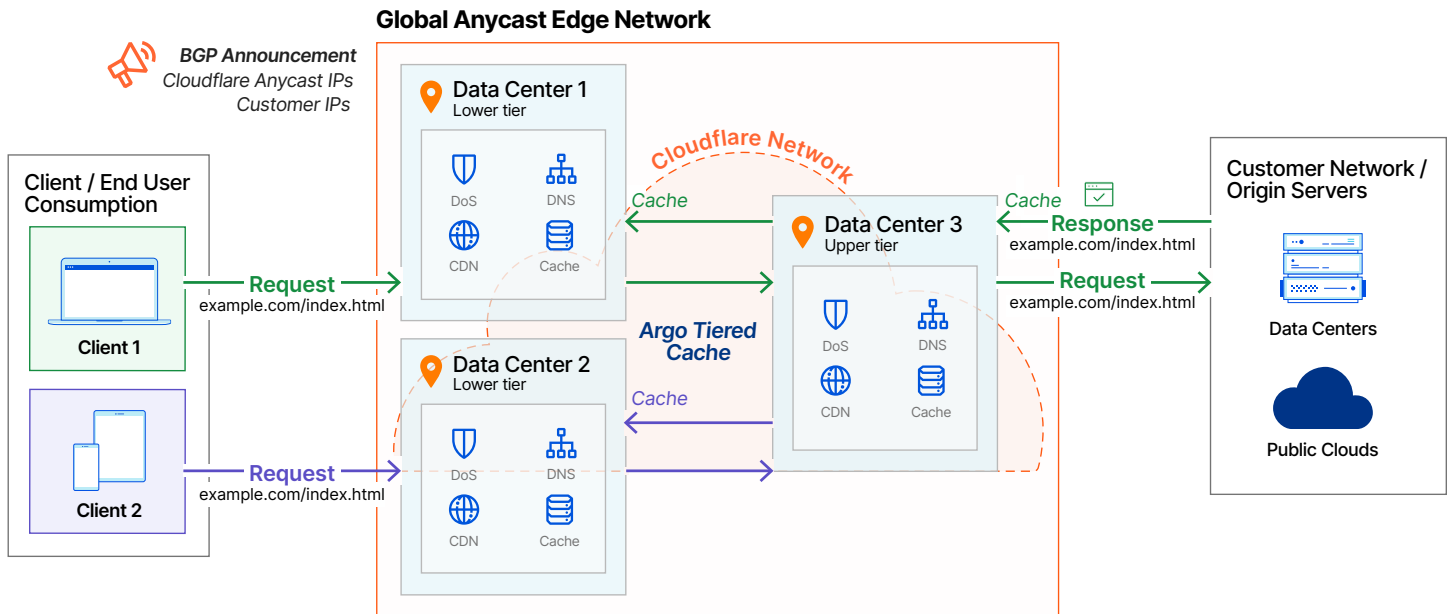 Global Anycast Edge Network
BGP Announcement
Cloudflare Anycast IPs
Customer IPs
Client / End User
Consumption
Client 1
Client 2
Request
example.com/index.html
Request
example.com/index.html
Data Center 1
Lower tier
DoS
DNS
CDN
Cache
Data Center 2
Lower tier
DoS
DNS
CDN
Cache
Cloudflare Network
Cache
Argo Tiered
Cache
Cache
Data Center 3
Upper tier
DoS
DNS
CDN
Cache
Cache
Response
example.com/index.html
Request
example.com/index.html
Customer Network /
Origin Servers
Data Centers
Public Clouds